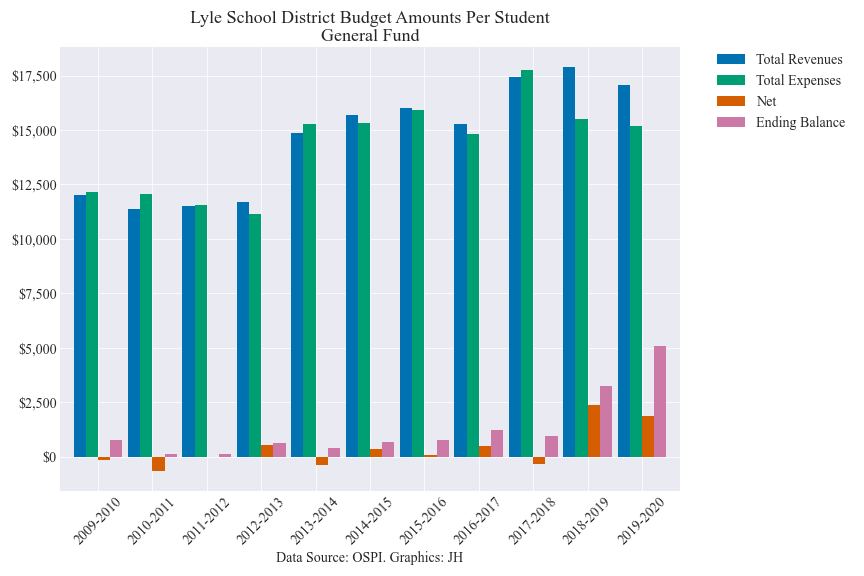 Lyle School District Budget Amounts Per Student
General Fund
Total Revenues
Total Expenses
Net
Ending Balance
$17,500
$15,000
$12,500
$10,000
$7,500
$5,000
$2,500
$0
2009-2010
2010-2011
2011-2012
2012-2013
2013-2014
2014-2015
2015-2016
2016-2017
2017-2018
2018-2019
2019-2020
Data Source: OSPI. Graphics: JH